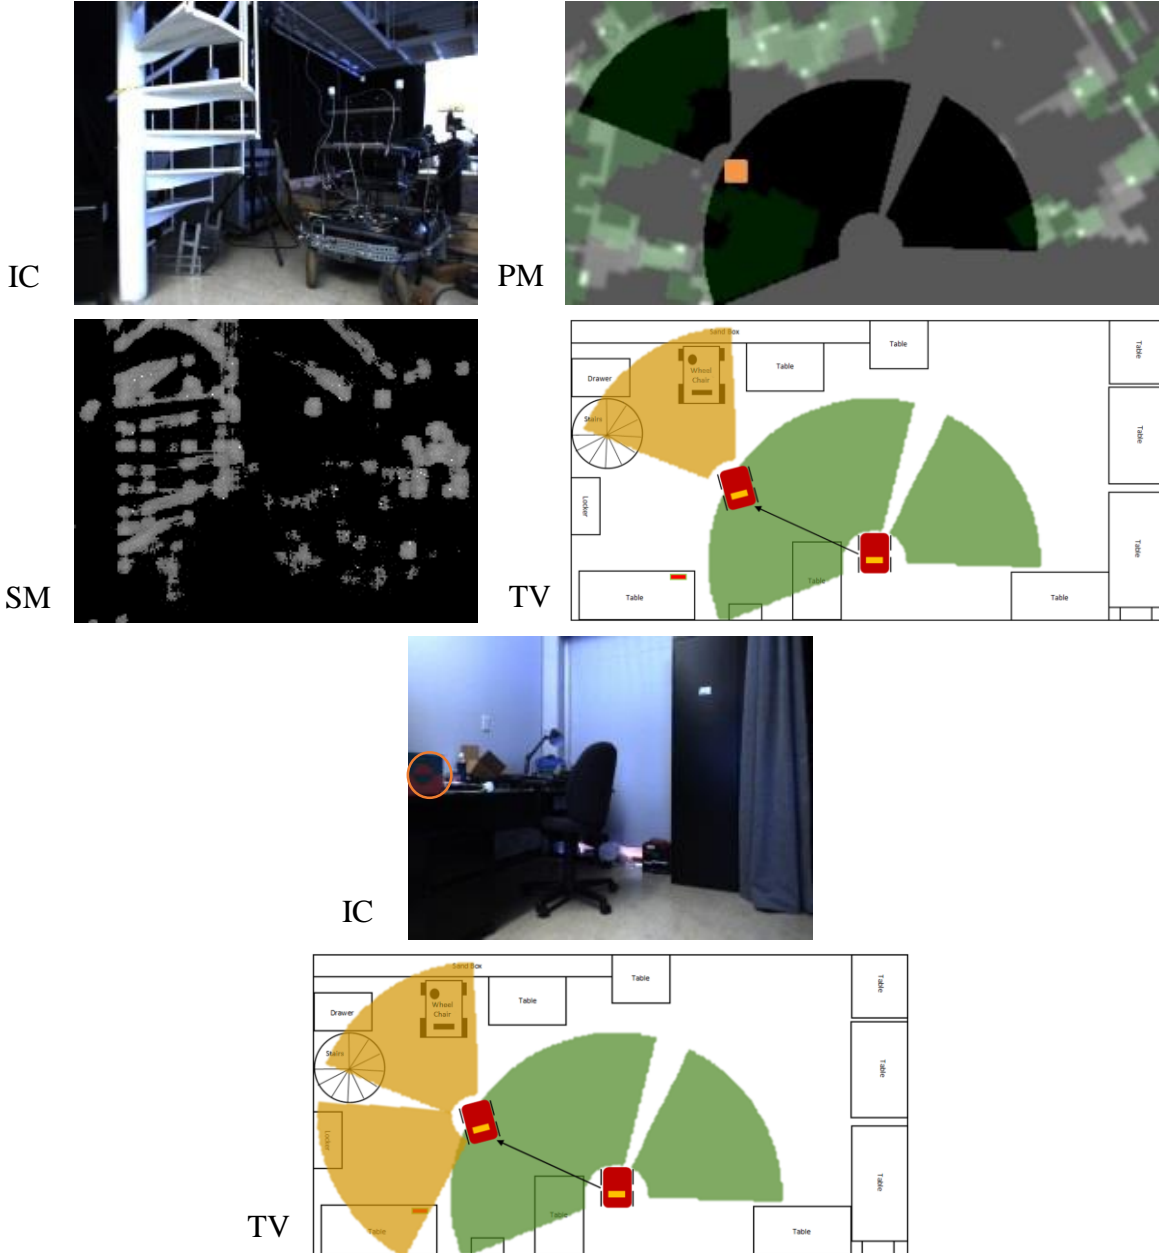 IC
PM
SM
TV
Sand Box
Table
Table
Table
Drawer
Wheel
Chair
Stairs
Table
Locker
Table
Table
Table
Table
IC
TV
Sand Box
Table
Table
Table
Drawer
Wheel
Chair
Stairs
Table
Locker
Table
Table
Table
Table